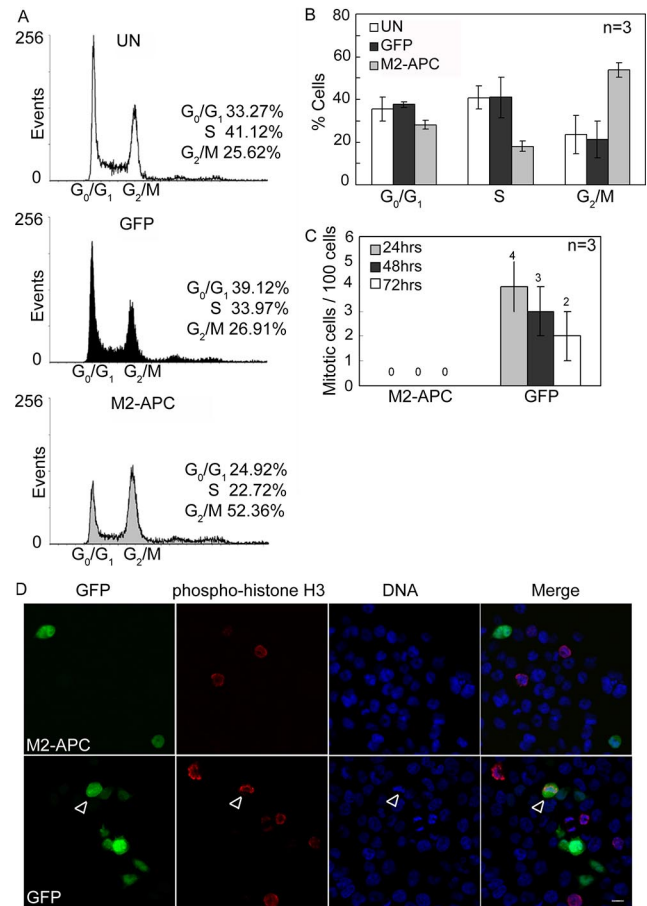 A
UN
256
Events
0
G0/G1 33.27%
S 41.12%
G2/M 25.62%
G0/G1 G2/M
GFP
256
Events
0
G0/G1 39.12%
S 33.97%
G2/M 26.91%
G0/G1 G2/M
M2-APC
256
Events
0
G0/G1 24.92%
S 22.72%
G2/M 52.36%
G0/G1 G2/M
B
UN
GFP
M2-APC
n=3
% Cells
80
60
40
20
0
G0/G1 S G2/M
C
24hrs
48hrs
72hrs
n=3
Mitotic cells / 100 cells
6
5
4
3
2
1
0
0 0 0
4 3 2
M2-APC GFP
D
GFP phospho-histone H3 DNA Merge
M2-APC
GFP